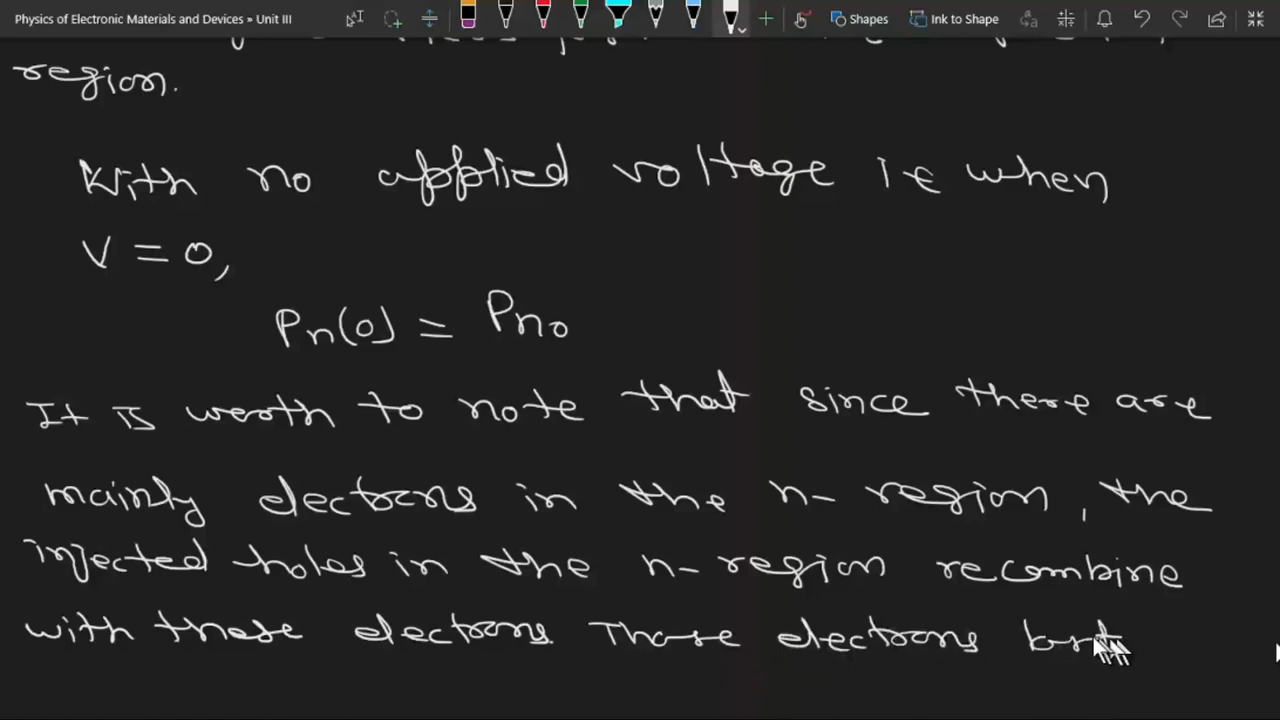 Physics of Electronic Materials and Devices » Unit III
Shapes
Ink to Shape
region.
With no applied voltage ie when
V = 0,
Pn(0) = Pno
It is worth to note that since there are
mainly electrons in the n- region, the
injected holes in the n- region recombine
with these electrons. Those electrons